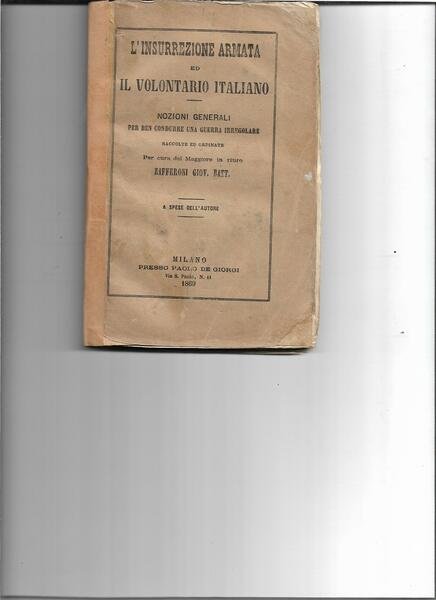 L'INSURREZIONE ARMATA
ED
IL VOLONTARIO ITALIANO
NOZIONI GENERALI
PER BEN CONDURRE UNA GUERRA IRREGOLARE
RACCOLTE ED ORDINATE
Per cura del Maggiore in ritiro
ZAFFERONI GIOV. BATT.
A SPESE DELL'AUTORE
MILANO
PRESSO PAOLO DE GIORGI
Via S. Paolo, N. 41
1869